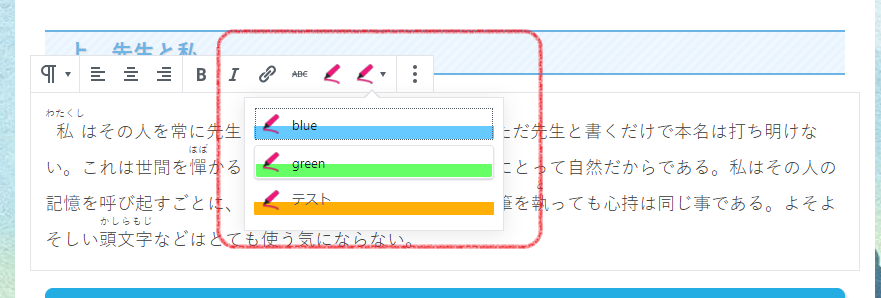 上 先生と私
B I ABC
わたくし
私はその人を常に先生 ただ先生と書くだけで本名は打ち明けな
はば
い。これは世間を憚かる にとって自然だからである。私はその人の
と
記憶を呼び起すごとに、 筆を執っても心持は同じ事である。よそよ
かしらもじ
そしい頭文字などはとても使う気にならない。
blue
green
テスト